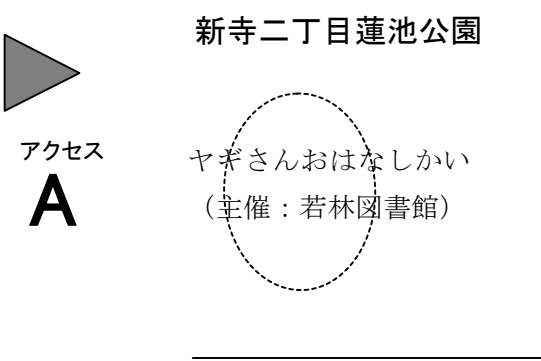 新寺二丁目蓮池公園
アクセス
A
ヤギさんおはなしかい
（主催：若林図書館）